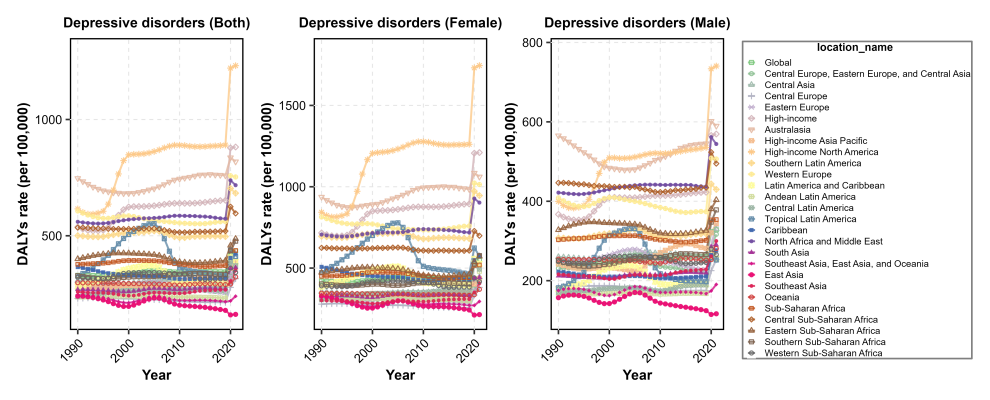 Depressive disorders (Both)
DALYs rate (per 100,000)
1000
500
1990
2000
2010
2020
Year
Depressive disorders (Female)
DALYs rate (per 100,000)
1500
1000
500
1990
2000
2010
2020
Year
Depressive disorders (Male)
DALYs rate (per 100,000)
800
600
400
200
1990
2000
2010
2020
Year
location_name
Global
Central Europe, Eastern Europe, and Central Asia
Central Asia
Central Europe
Eastern Europe
High-income
Australasia
High-income Asia Pacific
High-income North America
Southern Latin America
Western Europe
Latin America and Caribbean
Andean Latin America
Central Latin America
Tropical Latin America
Caribbean
North Africa and Middle East
South Asia
Southeast Asia, East Asia, and Oceania
East Asia
Southeast Asia
Oceania
Sub-Saharan Africa
Central Sub-Saharan Africa
Eastern Sub-Saharan Africa
Southern Sub-Saharan Africa
Western Sub-Saharan Africa